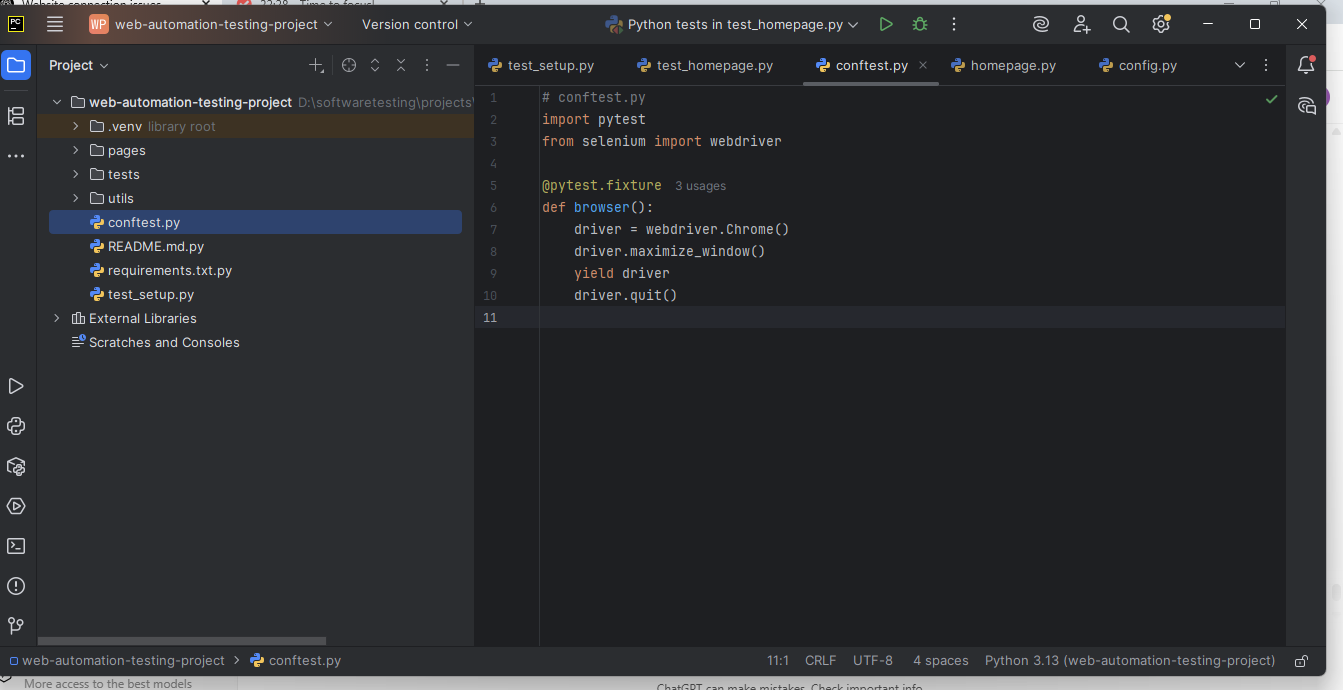 Website connection issues
22:28 Time to focus!
PC
WP
web-automation-testing-project
Version control
Python tests in test_homepage.py
Project
test_setup.py
test_homepage.py
conftest.py
homepage.py
config.py
web-automation-testing-project D:\softwaretesting\projects\
.venv library root
pages
tests
utils
conftest.py
README.md.py
requirements.txt.py
test_setup.py
External Libraries
Scratches and Consoles
1 # conftest.py
2 import pytest
3 from selenium import webdriver
4
5 @pytest.fixture 3 usages
6 def browser():
7 driver = webdriver.Chrome()
8 driver.maximize_window()
9 yield driver
10 driver.quit()
11
web-automation-testing-project > conftest.py
11:1 CRLF UTF-8 4 spaces Python 3.13 (web-automation-testing-project)
More access to the best models
ChatGPT can make mistakes. Check important info.